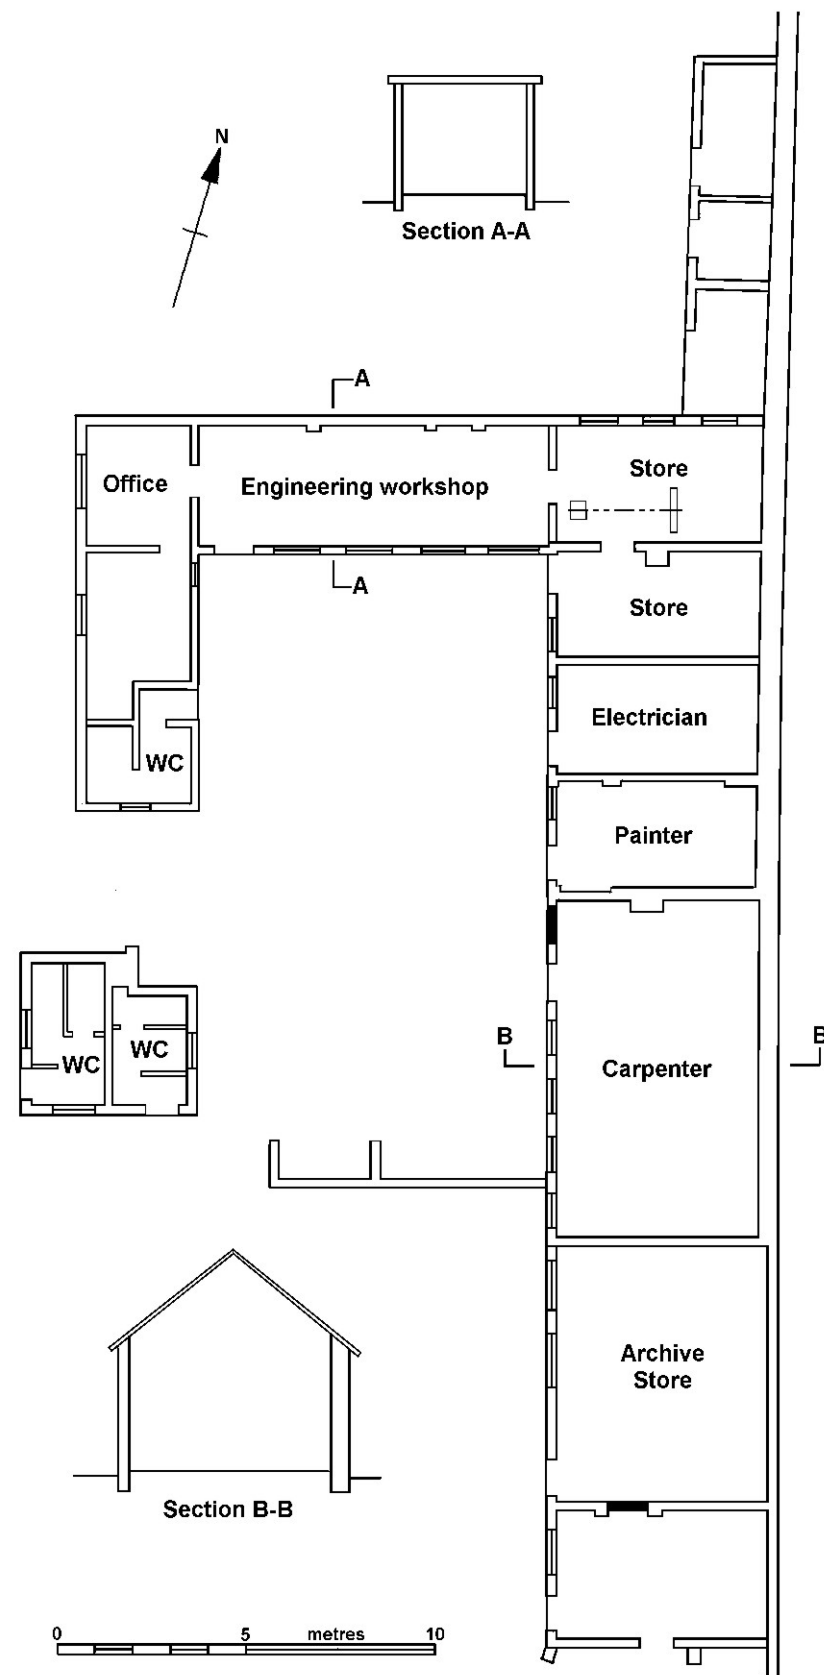 N
Section A-A
A
Office
Engineering workshop
Store
A
Store
Electrician
WC
Painter
B
B
WC
WC
Carpenter
Archive
Store
Section B-B
0 5 metres 10